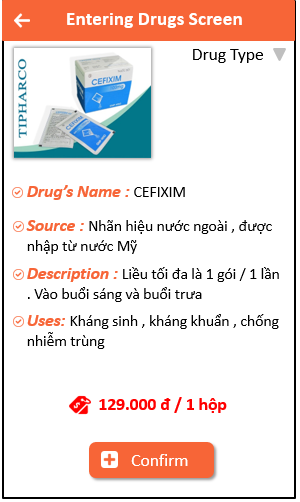 Entering Drugs Screen
Drug Type
TIPHARCO
CEFIXIM
CEFIXIM
Drug's Name : CEFIXIM
Source : Nhãn hiệu nước ngoài , được
nhập từ nước Mỹ
Description : Liều tối đa là 1 gói / 1 lần
. Vào buổi sáng và buổi trưa
Uses: Kháng sinh , kháng khuẩn , chống
nhiễm trùng
129.000 đ / 1 hộp
Confirm